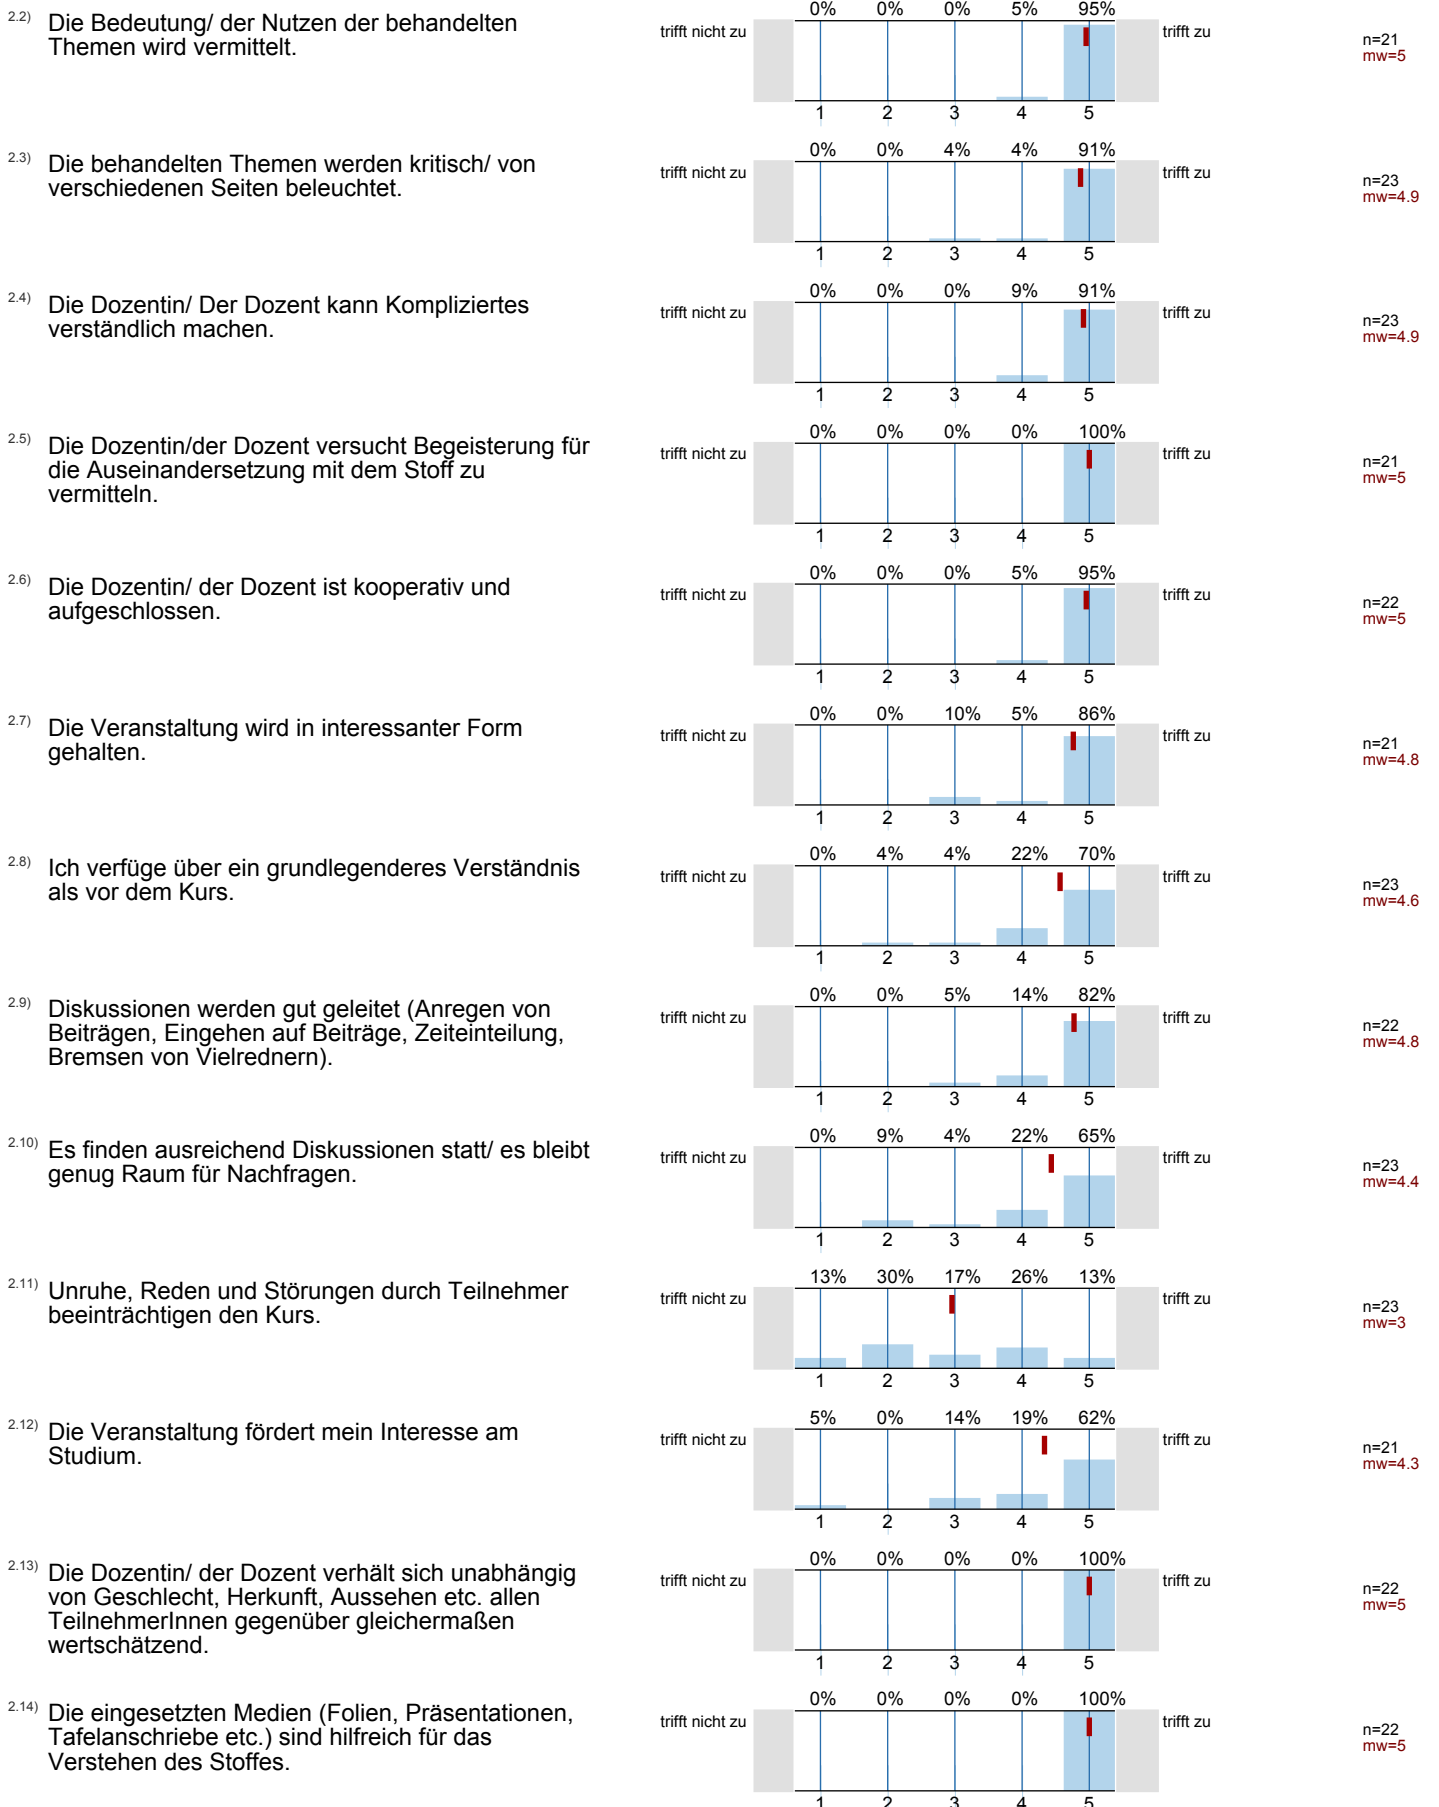 2.2) Die Bedeutung/ der Nutzen der behandelten
Themen wird vermittelt.
trifft nicht zu
0% 0% 0% 5% 95%
1 2 3 4 5
trifft zu
n=21
mw=5
2.3) Die behandelten Themen werden kritisch/ von
verschiedenen Seiten beleuchtet.
trifft nicht zu
0% 0% 4% 4% 91%
1 2 3 4 5
trifft zu
n=23
mw=4.9
2.4) Die Dozentin/ Der Dozent kann Kompliziertes
verständlich machen.
trifft nicht zu
0% 0% 0% 9% 91%
1 2 3 4 5
trifft zu
n=23
mw=4.9
2.5) Die Dozentin/der Dozent versucht Begeisterung für
die Auseinandersetzung mit dem Stoff zu
vermitteln.
trifft nicht zu
0% 0% 0% 0% 100%
1 2 3 4 5
trifft zu
n=21
mw=5
2.6) Die Dozentin/ der Dozent ist kooperativ und
aufgeschlossen.
trifft nicht zu
0% 0% 0% 5% 95%
1 2 3 4 5
trifft zu
n=22
mw=5
2.7) Die Veranstaltung wird in interessanter Form
gehalten.
trifft nicht zu
0% 0% 10% 5% 86%
1 2 3 4 5
trifft zu
n=21
mw=4.8
2.8) Ich verfüge über ein grundlegenderes Verständnis
als vor dem Kurs.
trifft nicht zu
0% 4% 4% 22% 70%
1 2 3 4 5
trifft zu
n=23
mw=4.6
2.9) Diskussionen werden gut geleitet (Anregen von
Beiträgen, Eingehen auf Beiträge, Zeiteinteilung,
Bremsen von Vielrednern).
trifft nicht zu
0% 0% 5% 14% 82%
1 2 3 4 5
trifft zu
n=22
mw=4.8
2.10) Es finden ausreichend Diskussionen statt/ es bleibt
genug Raum für Nachfragen.
trifft nicht zu
0% 9% 4% 22% 65%
1 2 3 4 5
trifft zu
n=23
mw=4.4
2.11) Unruhe, Reden und Störungen durch Teilnehmer
beeinträchtigen den Kurs.
trifft nicht zu
13% 30% 17% 26% 13%
1 2 3 4 5
trifft zu
n=23
mw=3
2.12) Die Veranstaltung fördert mein Interesse am
Studium.
trifft nicht zu
5% 0% 14% 19% 62%
1 2 3 4 5
trifft zu
n=21
mw=4.3
2.13) Die Dozentin/ der Dozent verhält sich unabhängig
von Geschlecht, Herkunft, Aussehen etc. allen
TeilnehmerInnen gegenüber gleichermaßen
wertschätzend.
trifft nicht zu
0% 0% 0% 0% 100%
1 2 3 4 5
trifft zu
n=22
mw=5
2.14) Die eingesetzten Medien (Folien, Präsentationen,
Tafelanschriebe etc.) sind hilfreich für das
Verstehen des Stoffes.
trifft nicht zu
0% 0% 0% 0% 100%
1 2 3 4 5
trifft zu
n=22
mw=5